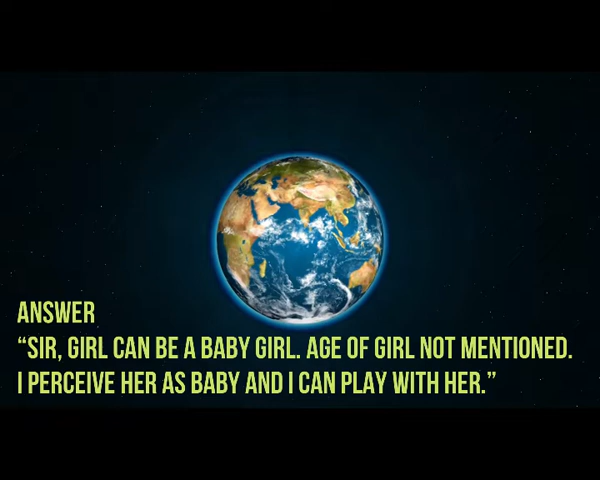 ANSWER
“SIR, GIRL CAN BE A BABY GIRL. AGE OF GIRL NOT MENTIONED.
I PERCEIVE HER AS BABY AND I CAN PLAY WITH HER.”